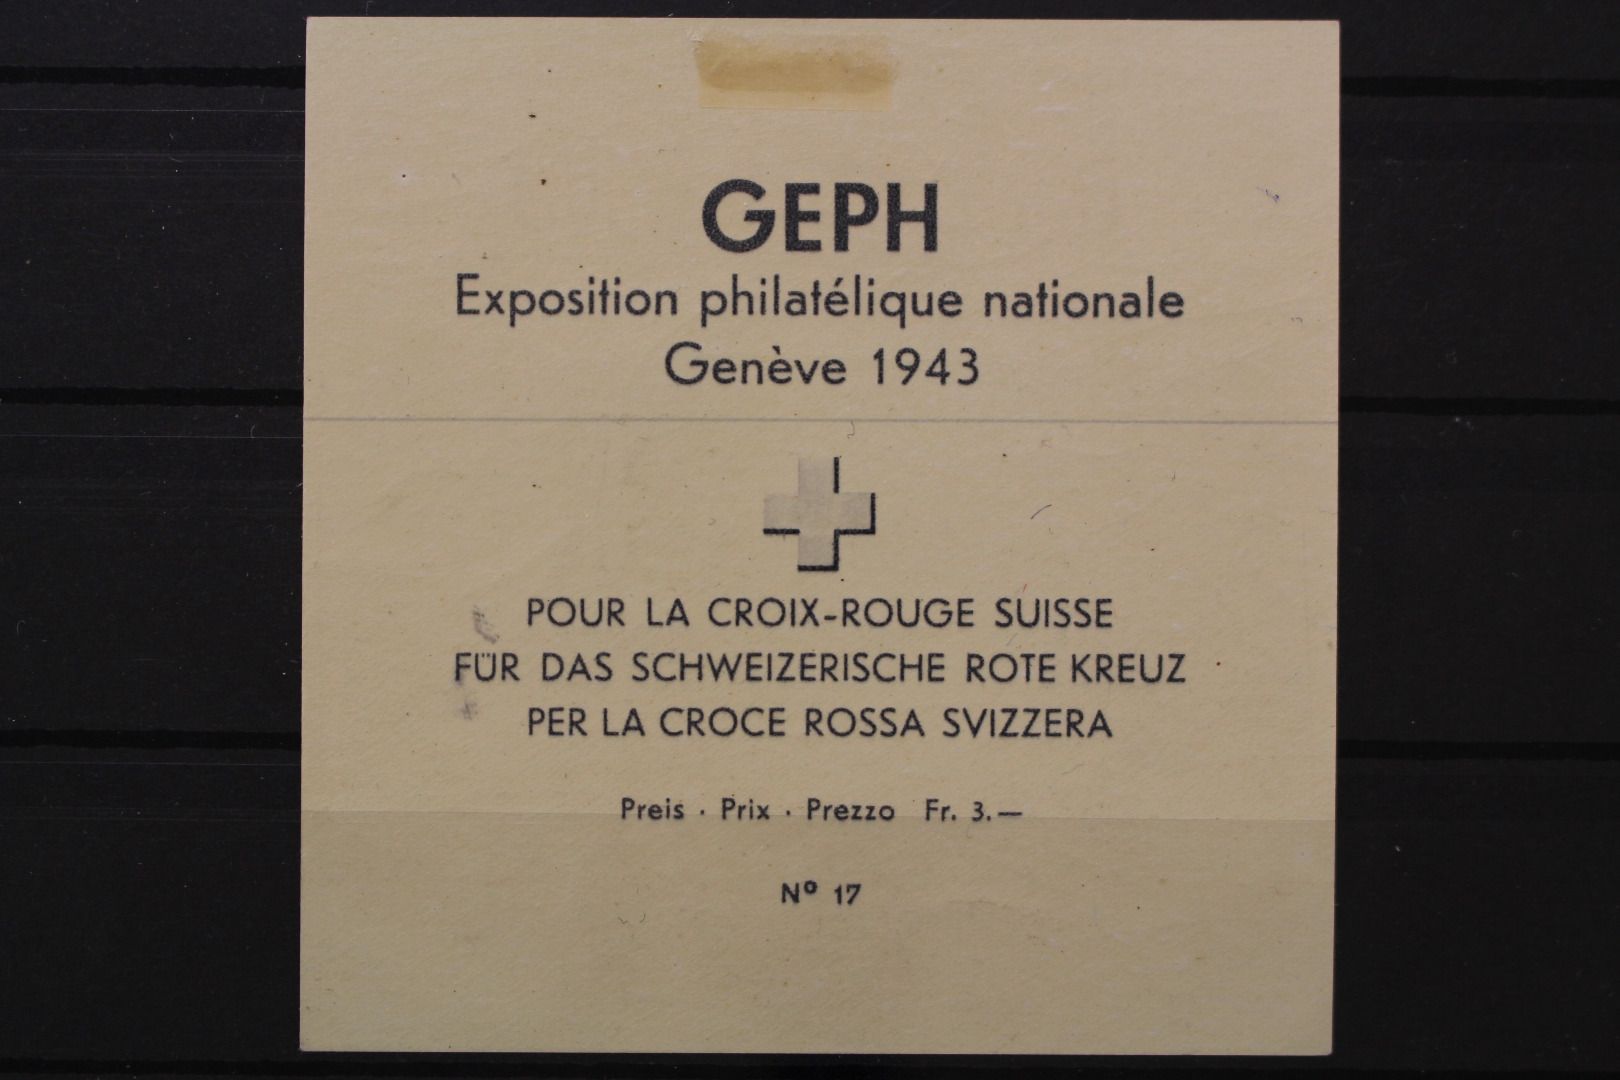 GEPH
Exposition philatélique nationale
Genève 1943
POUR LA CROIX-ROUGE SUISSE
FÜR DAS SCHWEIZERISCHE ROTE KREUZ
PER LA CROCE ROSSA SVIZZERA
Preis · Prix · Prezzo Fr. 3.—
Nº 17